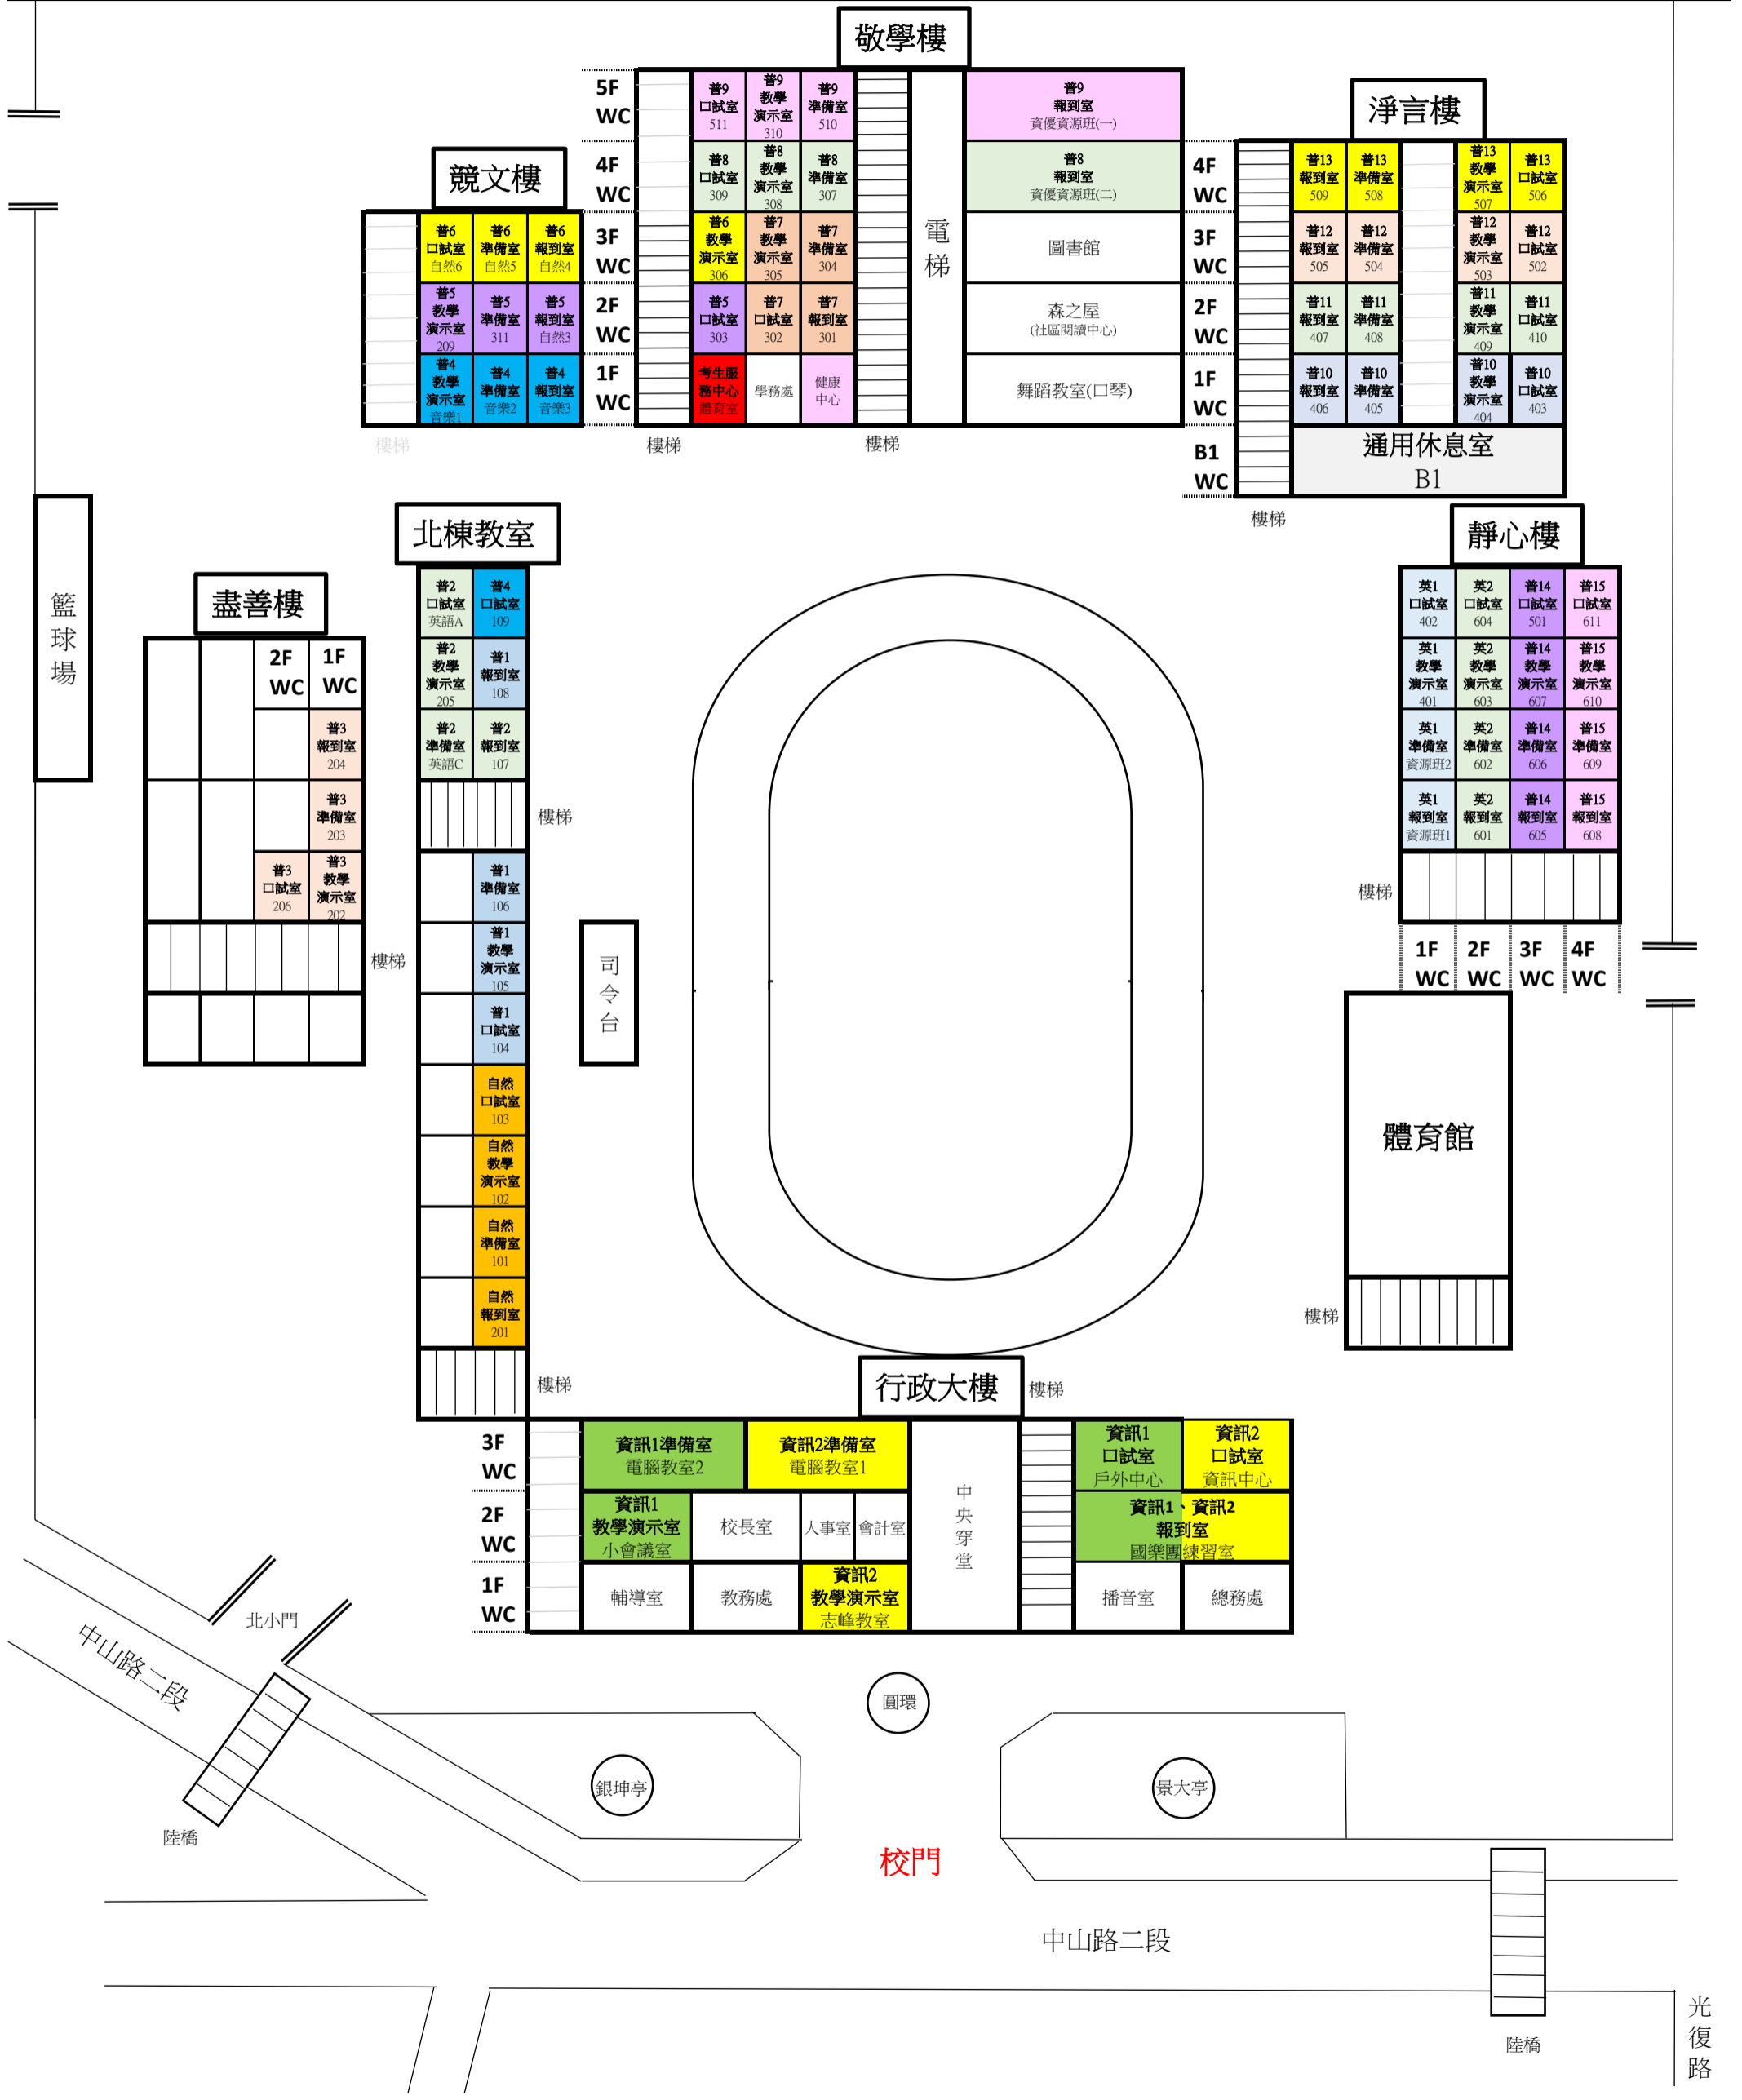 敬學樓
5F
WC
普9
口試室
511
普9
教學
演示室
310
普9
準備室
510
普9
報到室
資優資源班(一)
4F
WC
普8
口試室
309
普8
教學
演示室
308
普8
準備室
307
普8
報到室
資優資源班(二)
3F
WC
普6
教學
演示室
306
普7
教學
演示室
305
普7
準備室
304
圖書館
2F
WC
普5
口試室
303
普7
口試室
302
普7
報到室
301
森之屋
(社區閱讀中心)
1F
WC
考生服
務中心
體育室
學務處
健康
中心
舞蹈教室(口琴)
電
梯
樓梯
樓梯
競文樓
普6
口試室
自然6
普6
準備室
自然5
普6
報到室
自然4
普5
教學
演示室
209
普5
準備室
311
普5
報到室
自然3
普4
教學
演示室
音樂1
普4
準備室
音樂2
普4
報到室
音樂3
樓梯
淨言樓
4F
WC
普13
報到室
509
普13
準備室
508
普13
教學
演示室
507
普13
口試室
506
3F
WC
普12
報到室
505
普12
準備室
504
普12
教學
演示室
503
普12
口試室
502
2F
WC
普11
報到室
407
普11
準備室
408
普11
教學
演示室
409
普11
口試室
410
1F
WC
普10
報到室
406
普10
準備室
405
普10
教學
演示室
404
普10
口試室
403
B1
WC
通用休息室
B1
樓梯
籃
球
場
盡善樓
2F
WC
1F
WC
普3
報到室
204
普3
準備室
203
普3
口試室
206
普3
教學
演示室
202
樓梯
北棟教室
普2
口試室
英語A
普4
口試室
109
普2
教學
演示室
205
普1
報到室
108
普2
準備室
英語C
普2
報到室
107
樓梯
普1
準備室
106
普1
教學
演示室
105
普1
口試室
104
自然
口試室
103
自然
教學
演示室
102
自然
準備室
101
自然
報到室
201
樓梯
司
令
台
靜心樓
英1
口試室
402
英2
口試室
604
普14
口試室
501
普15
口試室
611
英1
教學
演示室
401
英2
教學
演示室
603
普14
教學
演示室
607
普15
教學
演示室
610
英1
準備室
資源班2
英2
準備室
602
普14
準備室
606
普15
準備室
609
英1
報到室
資源班1
英2
報到室
601
普14
報到室
605
普15
報到室
608
樓梯
1F
WC
2F
WC
3F
WC
4F
WC
體育館
樓梯
行政大樓
樓梯
3F
WC
資訊1準備室
電腦教室2
資訊2準備室
電腦教室1
資訊1
口試室
戶外中心
資訊2
口試室
資訊中心
2F
WC
資訊1
教學演示室
小會議室
校長室
人事室
會計室
資訊1、資訊2
報到室
國樂團練習室
1F
WC
輔導室
教務處
資訊2
教學演示室
志峰教室
播音室
總務處
中
央
穿
堂
北小門
中山路二段
陸橋
圓環
銀坤亭
景大亭
校門
中山路二段
陸橋
光
復
路